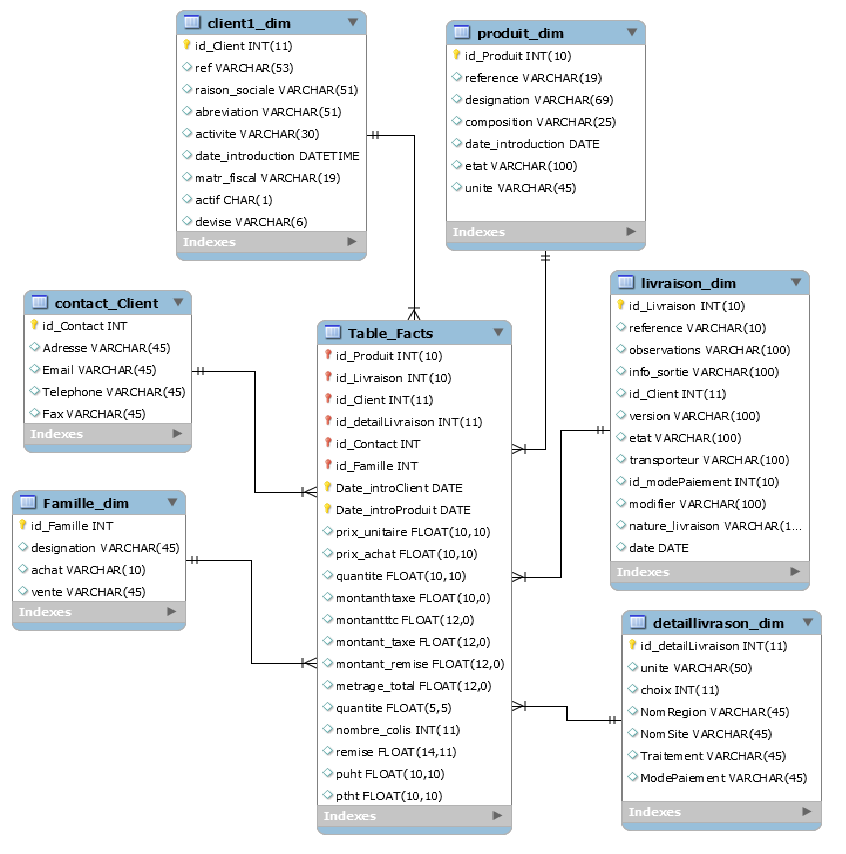 client1_dim
id_Client INT(11)
ref VARCHAR(53)
raison_sociale VARCHAR(51)
abreviation VARCHAR(51)
activite VARCHAR(30)
date_introduction DATETIME
matr_fiscal VARCHAR(19)
actif CHAR(1)
devise VARCHAR(6)
Indexes
produit_dim
id_Produit INT(10)
reference VARCHAR(19)
designation VARCHAR(69)
composition VARCHAR(25)
date_introduction DATE
etat VARCHAR(100)
unite VARCHAR(45)
Indexes
contact_Client
id_Contact INT
Adresse VARCHAR(45)
Email VARCHAR(45)
Telephone VARCHAR(45)
Fax VARCHAR(45)
Indexes
Table_Facts
id_Produit INT(10)
id_Livraison INT(10)
id_Client INT(11)
id_detailLivraison INT(11)
id_Contact INT
id_Famille INT
Date_introClient DATE
Date_introProduit DATE
prix_unitaire FLOAT(10,10)
prix_achat FLOAT(10,10)
quantite FLOAT(10,10)
montanthtaxe FLOAT(10,0)
montantttc FLOAT(12,0)
montant_taxe FLOAT(12,0)
montant_remise FLOAT(12,0)
metrage_total FLOAT(12,0)
quantite FLOAT(5,5)
nombre_colis INT(11)
remise FLOAT(14,11)
puht FLOAT(10,10)
ptht FLOAT(10,10)
Indexes
livraison_dim
id_Livraison INT(10)
reference VARCHAR(10)
observations VARCHAR(100)
info_sortie VARCHAR(100)
id_Client INT(11)
version VARCHAR(100)
etat VARCHAR(100)
transporteur VARCHAR(100)
id_modePaiement INT(10)
modifier VARCHAR(100)
nature_livraison VARCHAR(1...
date DATE
Indexes
Famille_dim
id_Famille INT
designation VARCHAR(45)
achat VARCHAR(10)
vente VARCHAR(45)
Indexes
detaillivrason_dim
id_detailLivraison INT(11)
unite VARCHAR(50)
choix INT(11)
NomRegion VARCHAR(45)
NomSite VARCHAR(45)
Traitement VARCHAR(45)
ModePaiement VARCHAR(45)
Indexes